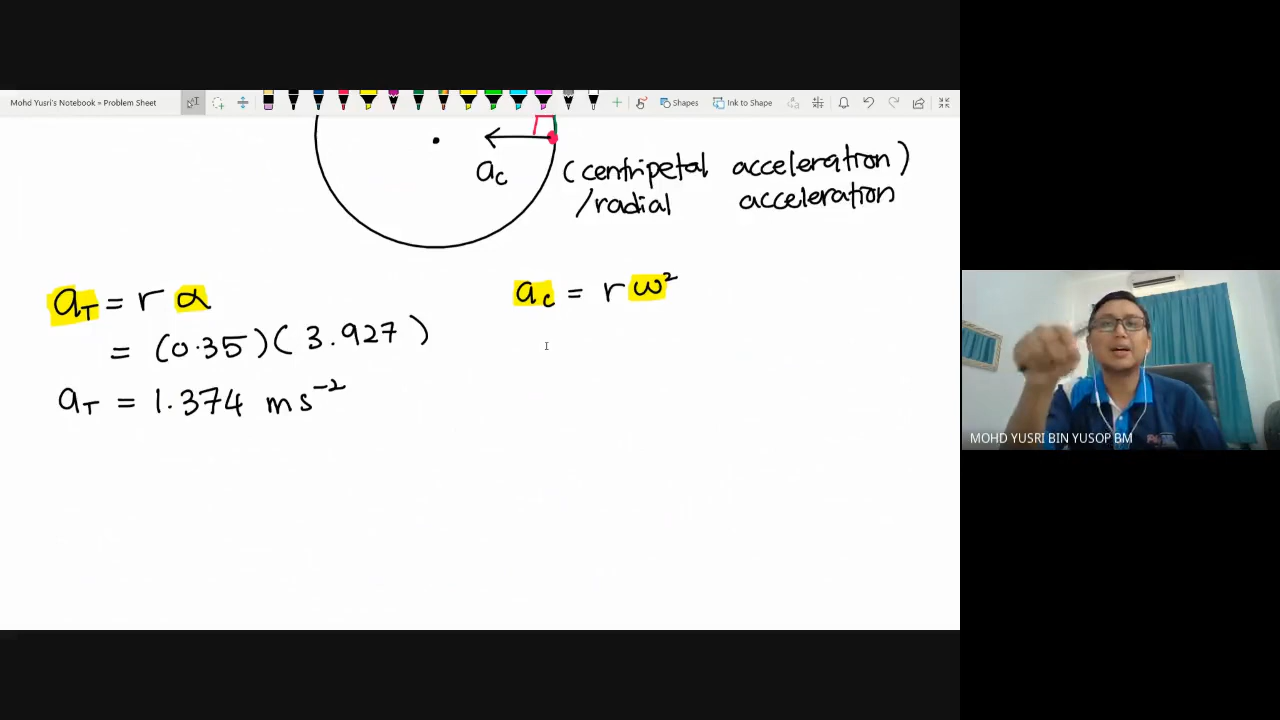 Mohd Yusri's Notebook » Problem Sheet
Shapes
Ink to Shape
a_c
(centripetal acceleration)
/radial acceleration
a_T = r α
= (0.35)(3.927)
a_T = 1.374 ms⁻²
a_c = r ω²
MOHD YUSRI BIN YUSOP BM